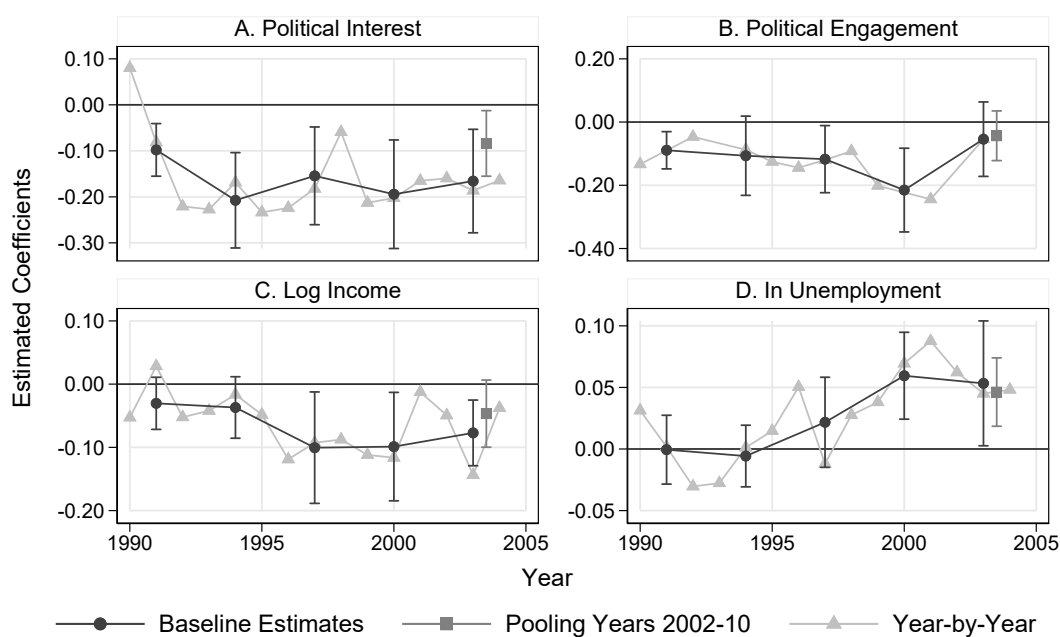 A. Political Interest
B. Political Engagement
0.10
0.00
-0.10
-0.20
-0.30
0.20
0.00
-0.20
-0.40
C. Log Income
D. In Unemployment
0.10
0.00
-0.10
-0.20
0.10
0.05
0.00
-0.05
1990 1995 2000 2005
1990 1995 2000 2005
Estimated Coefficients
Year
Baseline Estimates Pooling Years 2002-10 Year-by-Year